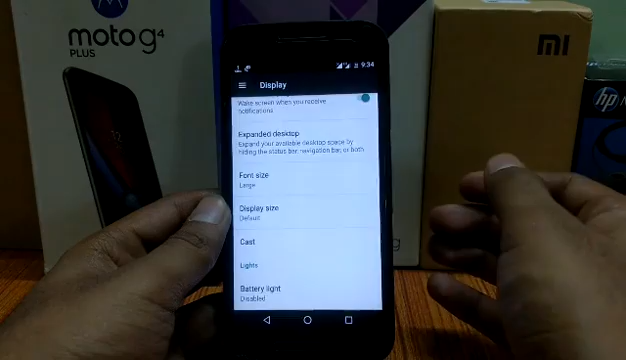 moto g4
PLUS
mi
hp
9:34
Display
Wake screen when you receive
notifications
Expanded desktop
Expand your available desktop space by
hiding the status bar, navigation bar, or both
Font size
Large
Display size
Default
Cast
Lights
Battery light
Disabled
g